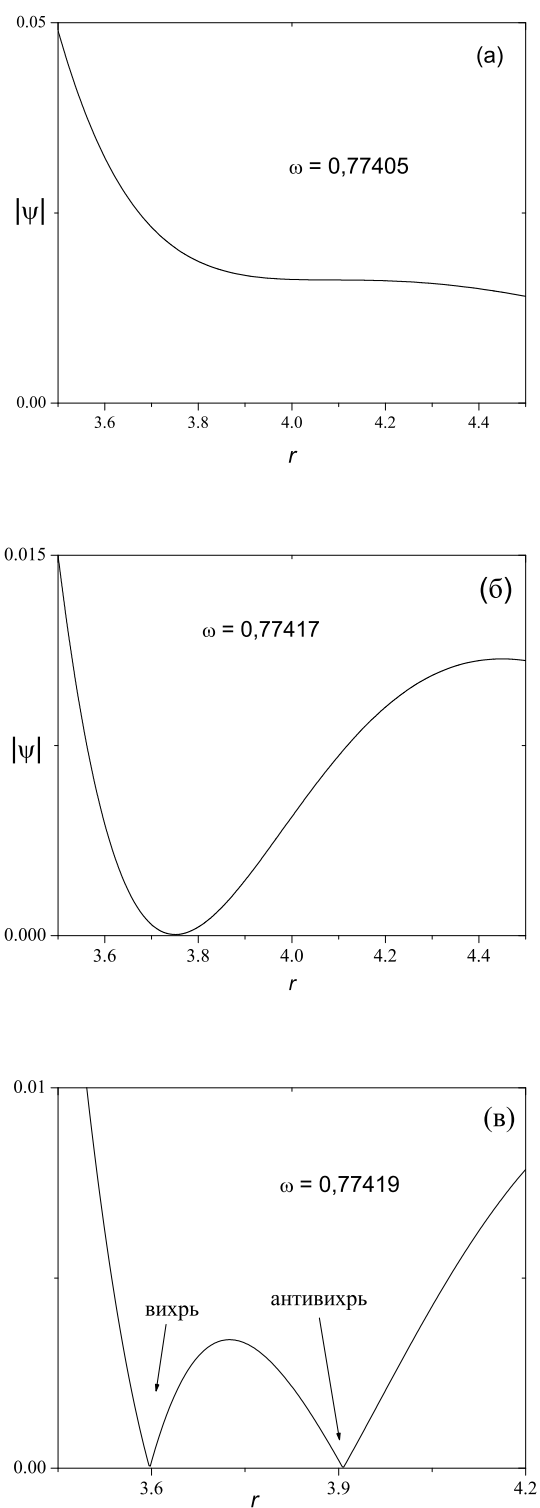 0.05
(а)
ω = 0,77405
|ψ|
0.00
3.6 3.8 4.0 4.2 4.4
r
0.015
(б)
ω = 0,77417
|ψ|
0.000
3.6 3.8 4.0 4.2 4.4
r
0.01
(в)
ω = 0,77419
антивихрь
вихрь
0.00
3.6 3.9 4.2
r